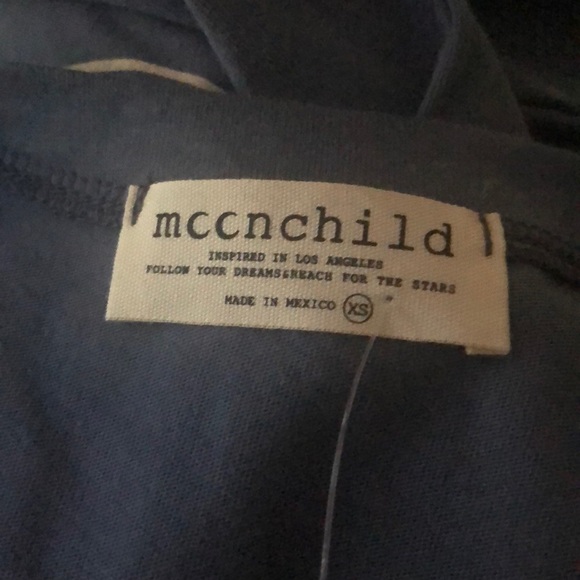 mccnchild
INSPIRED IN LOS ANGELES
FOLLOW YOUR DREAMS&REACH FOR THE STARS
MADE IN MEXICO XS